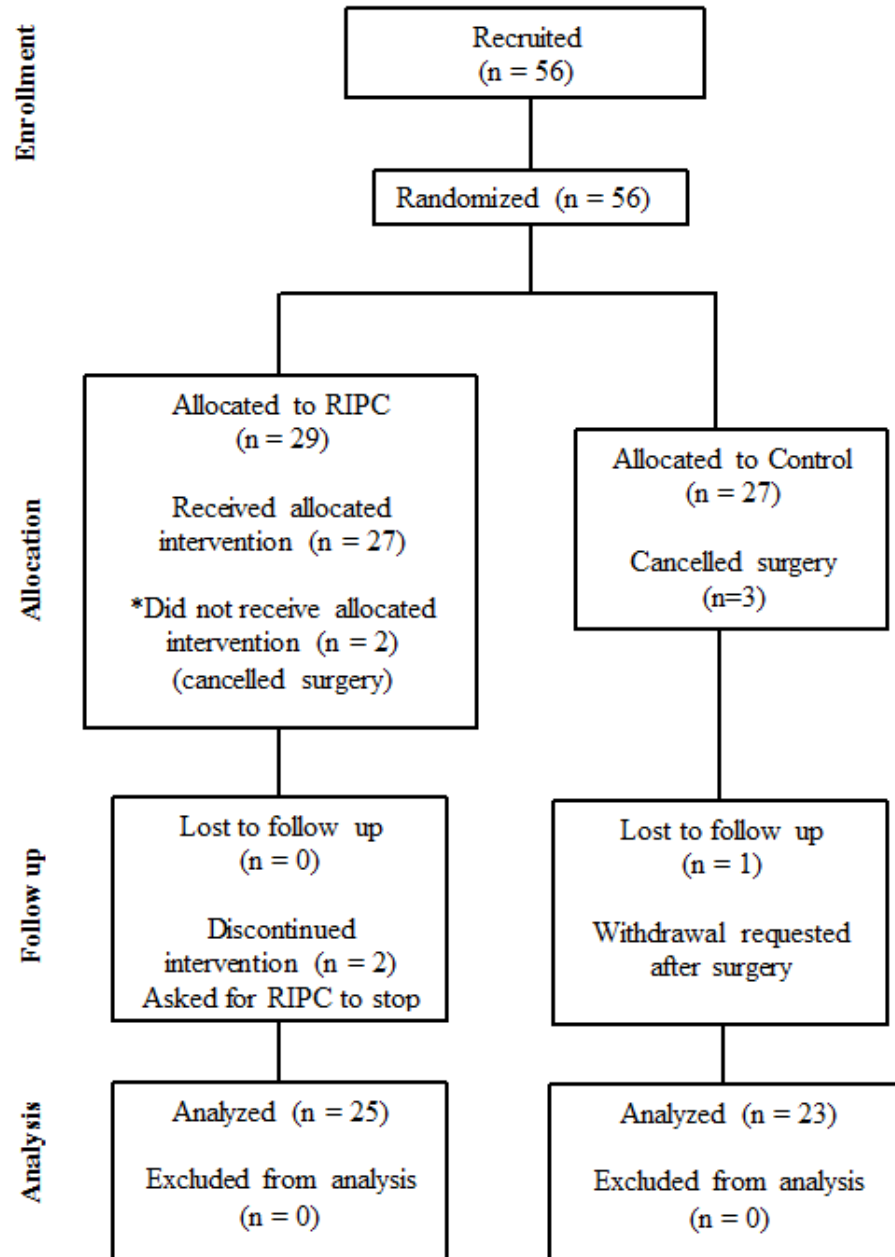 Enrollment
Recruited
(n = 56)
Randomized (n = 56)
Allocation
Allocated to RIPC
(n = 29)
Received allocated
intervention (n = 27)
*Did not receive allocated
intervention (n = 2)
(cancelled surgery)
Allocated to Control
(n = 27)
Cancelled surgery
(n=3)
Follow up
Lost to follow up
(n = 0)
Discontinued
intervention (n = 2)
Asked for RIPC to stop
Lost to follow up
(n = 1)
Withdrawal requested
after surgery
Analysis
Analyzed (n = 25)
Excluded from analysis
(n = 0)
Analyzed (n = 23)
Excluded from analysis
(n = 0)